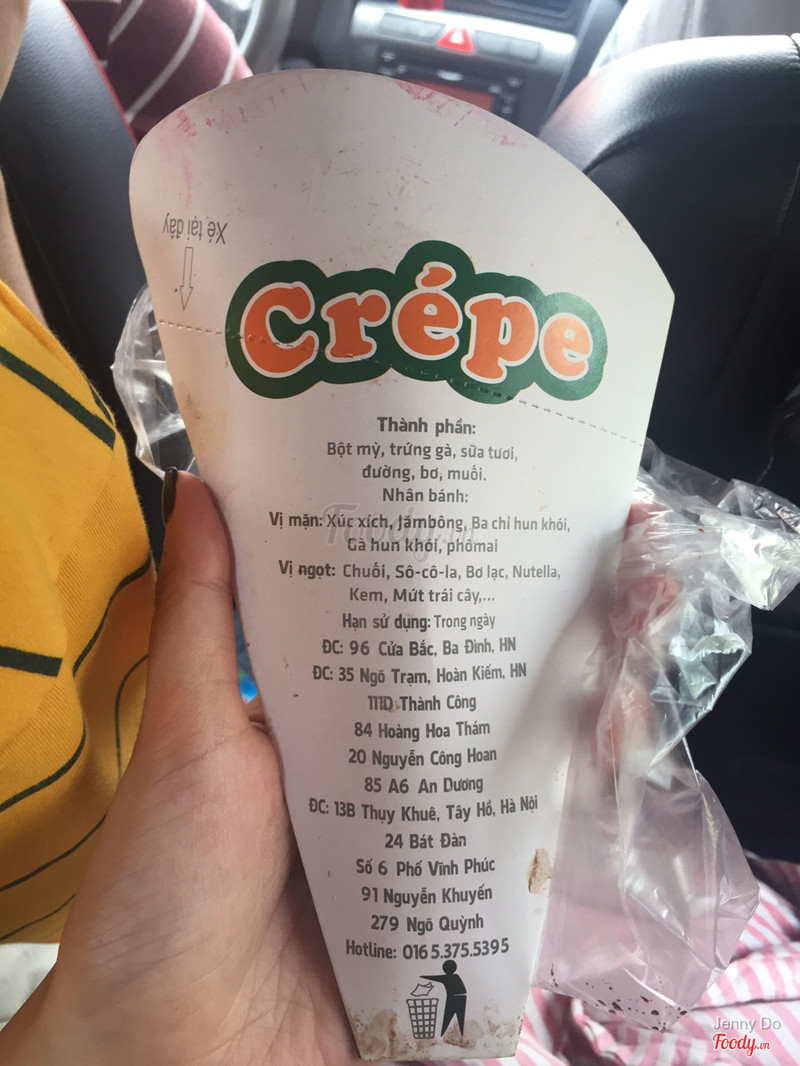 Xé tại đây
Crépe
Thành phần:
Bột mỳ, trứng gà, sữa tươi,
đường, bơ, muối.
Nhân bánh:
Vị mặn: Xúc xích, Jămbông, Ba chỉ hun khói,
Gà hun khói, phômai
Vị ngọt: Chuối, Sô-cô-la, Bơ lạc, Nutella,
Kem, Mứt trái cây,...
Hạn sử dụng: Trong ngày
ĐC: 96 Cửa Bắc, Ba Đình, HN
ĐC: 35 Ngõ Trạm, Hoàn Kiếm, HN
111D Thành Công
84 Hoàng Hoa Thám
20 Nguyễn Công Hoan
85 A6 An Dương
ĐC: 13B Thụy Khuê, Tây Hồ, Hà Nội
24 Bát Đàn
Số 6 Phố Vĩnh Phúc
91 Nguyễn Khuyến
279 Ngõ Quỳnh
Hotline: 0165.375.5395
Foody.vn
Jenny Do
Foody.vn